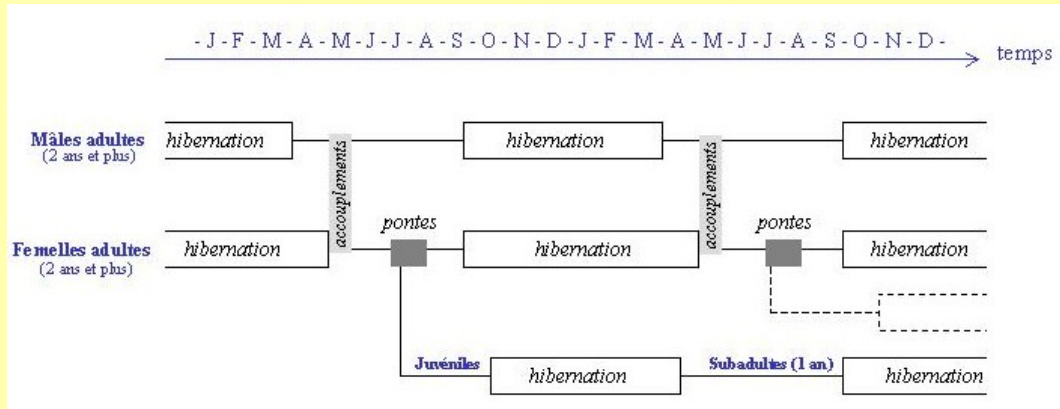 - J - F - M - A - M - J - J - A - S - O - N - D - J - F - M - A - M - J - J - A - S - O - N - D -
temps
Mâles adultes
(2 ans et plus)
hibernation
hibernation
hibernation
accouplements
accouplements
pontes
pontes
Femelles adultes
(2 ans et plus)
hibernation
hibernation
hibernation
Juvéniles
hibernation
Subadultes (1 an)
hibernation